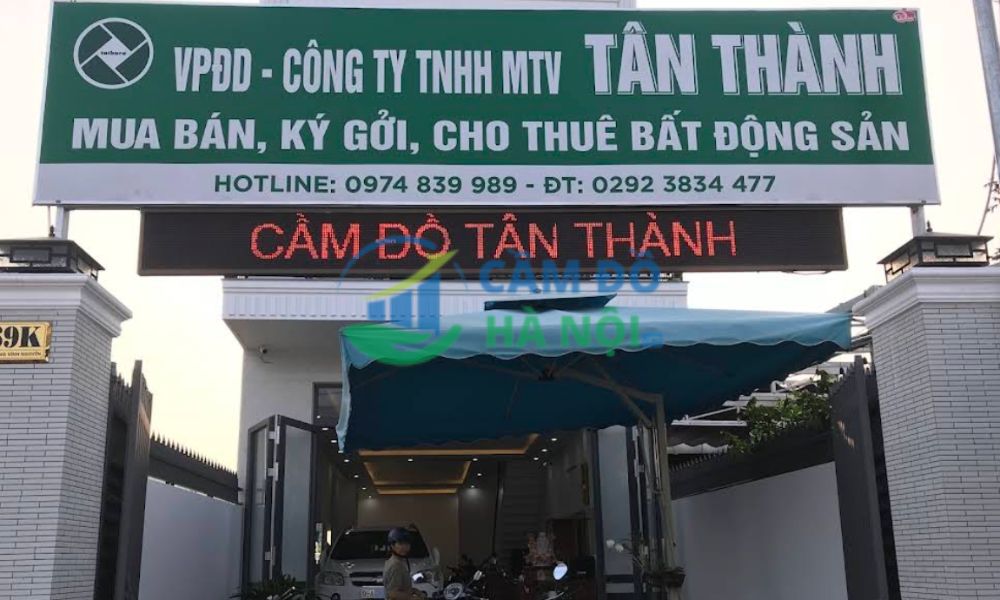 VPĐD - CÔNG TY TNHH MTV TÂN THÀNH
MUA BÁN, KÝ GỞI, CHO THUÊ BẤT ĐỘNG SẢN
HOTLINE: 0974 839 989 - ĐT: 0292 3834 477
CẦM ĐỒ TÂN THÀNH
CẦM ĐỒ
HÀ NỘI
39K